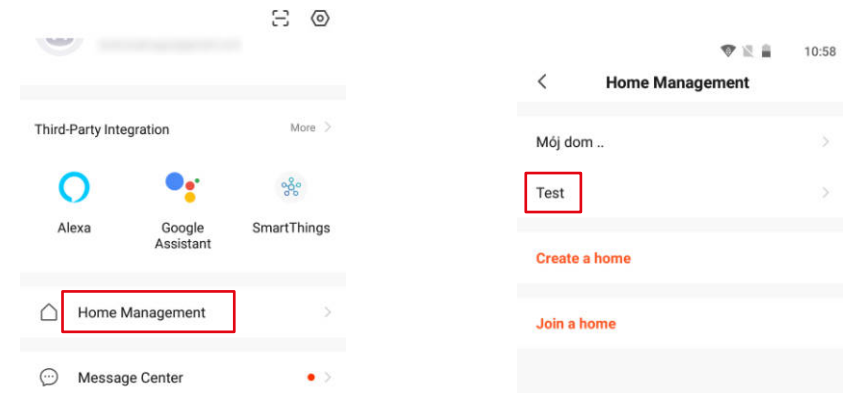 Third-Party Integration
More
Alexa
Google
Assistant
SmartThings
Home Management
Message Center
10:58
Home Management
Mój dom ..
Test
Create a home
Join a home